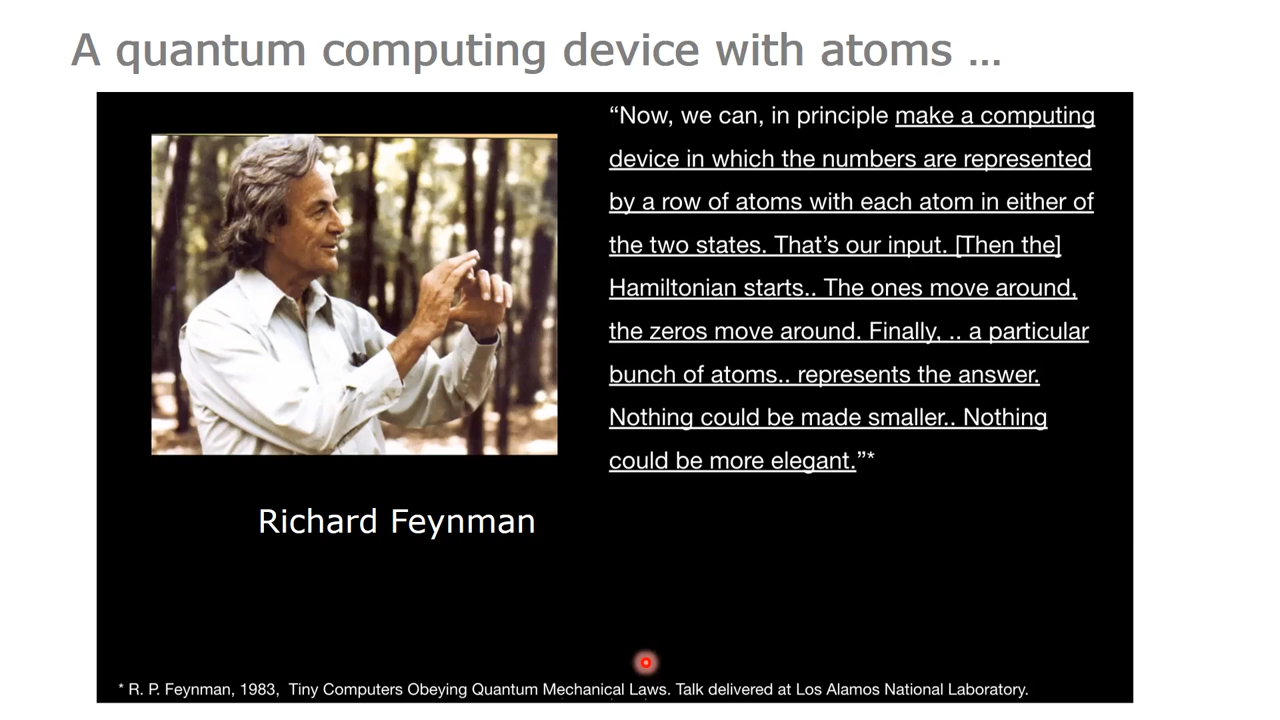 A quantum computing device with atoms ...
“Now, we can, in principle make a computing
device in which the numbers are represented
by a row of atoms with each atom in either of
the two states. That’s our input. [Then the]
Hamiltonian starts.. The ones move around,
the zeros move around. Finally, .. a particular
bunch of atoms.. represents the answer.
Nothing could be made smaller.. Nothing
could be more elegant.”*
Richard Feynman
* R. P. Feynman, 1983, Tiny Computers Obeying Quantum Mechanical Laws. Talk delivered at Los Alamos National Laboratory.